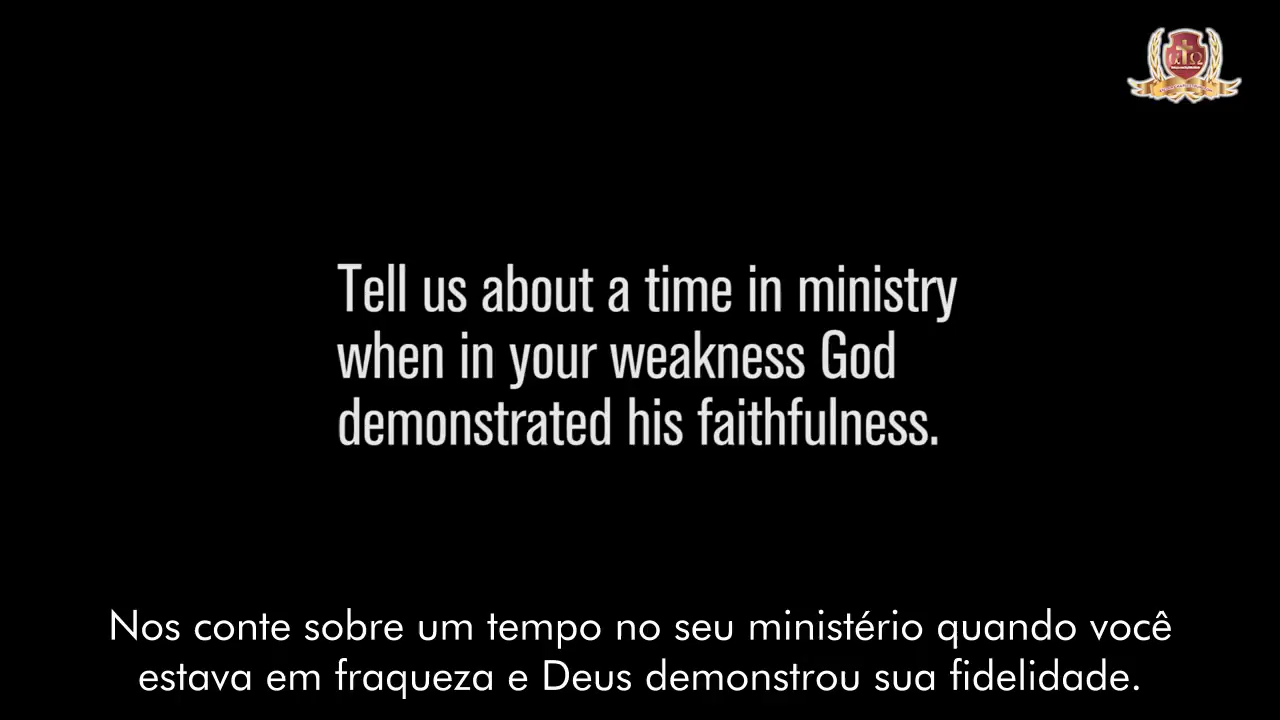 Tell us about a time in ministry
when in your weakness God
demonstrated his faithfulness.
Nos conte sobre um tempo no seu ministério quando você
estava em fraqueza e Deus demonstrou sua fidelidade.